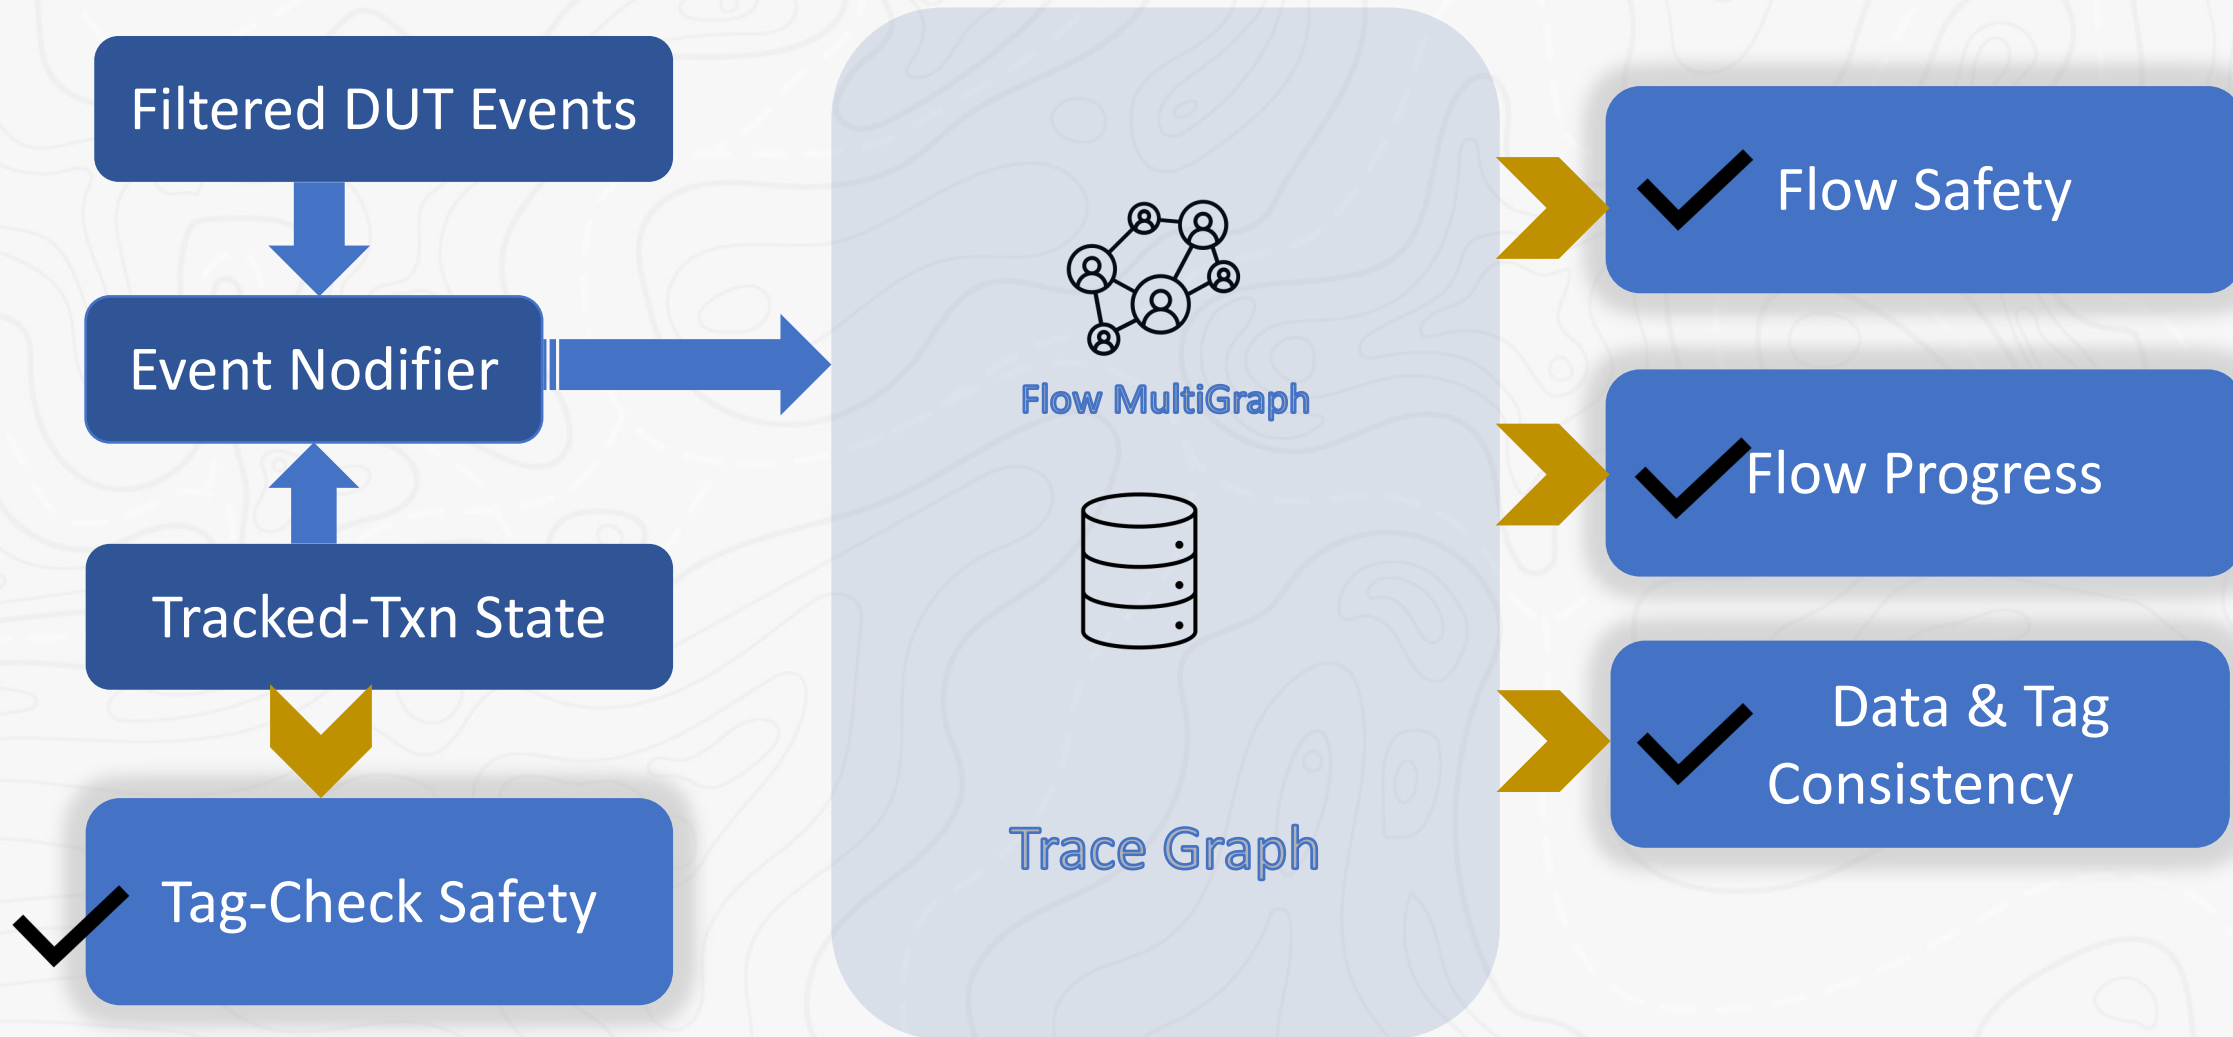 Filtered DUT Events
Event Nodifier
Tracked-Txn State
Tag-Check Safety
Flow MultiGraph
Trace Graph
Flow Safety
Flow Progress
Data & Tag
Consistency